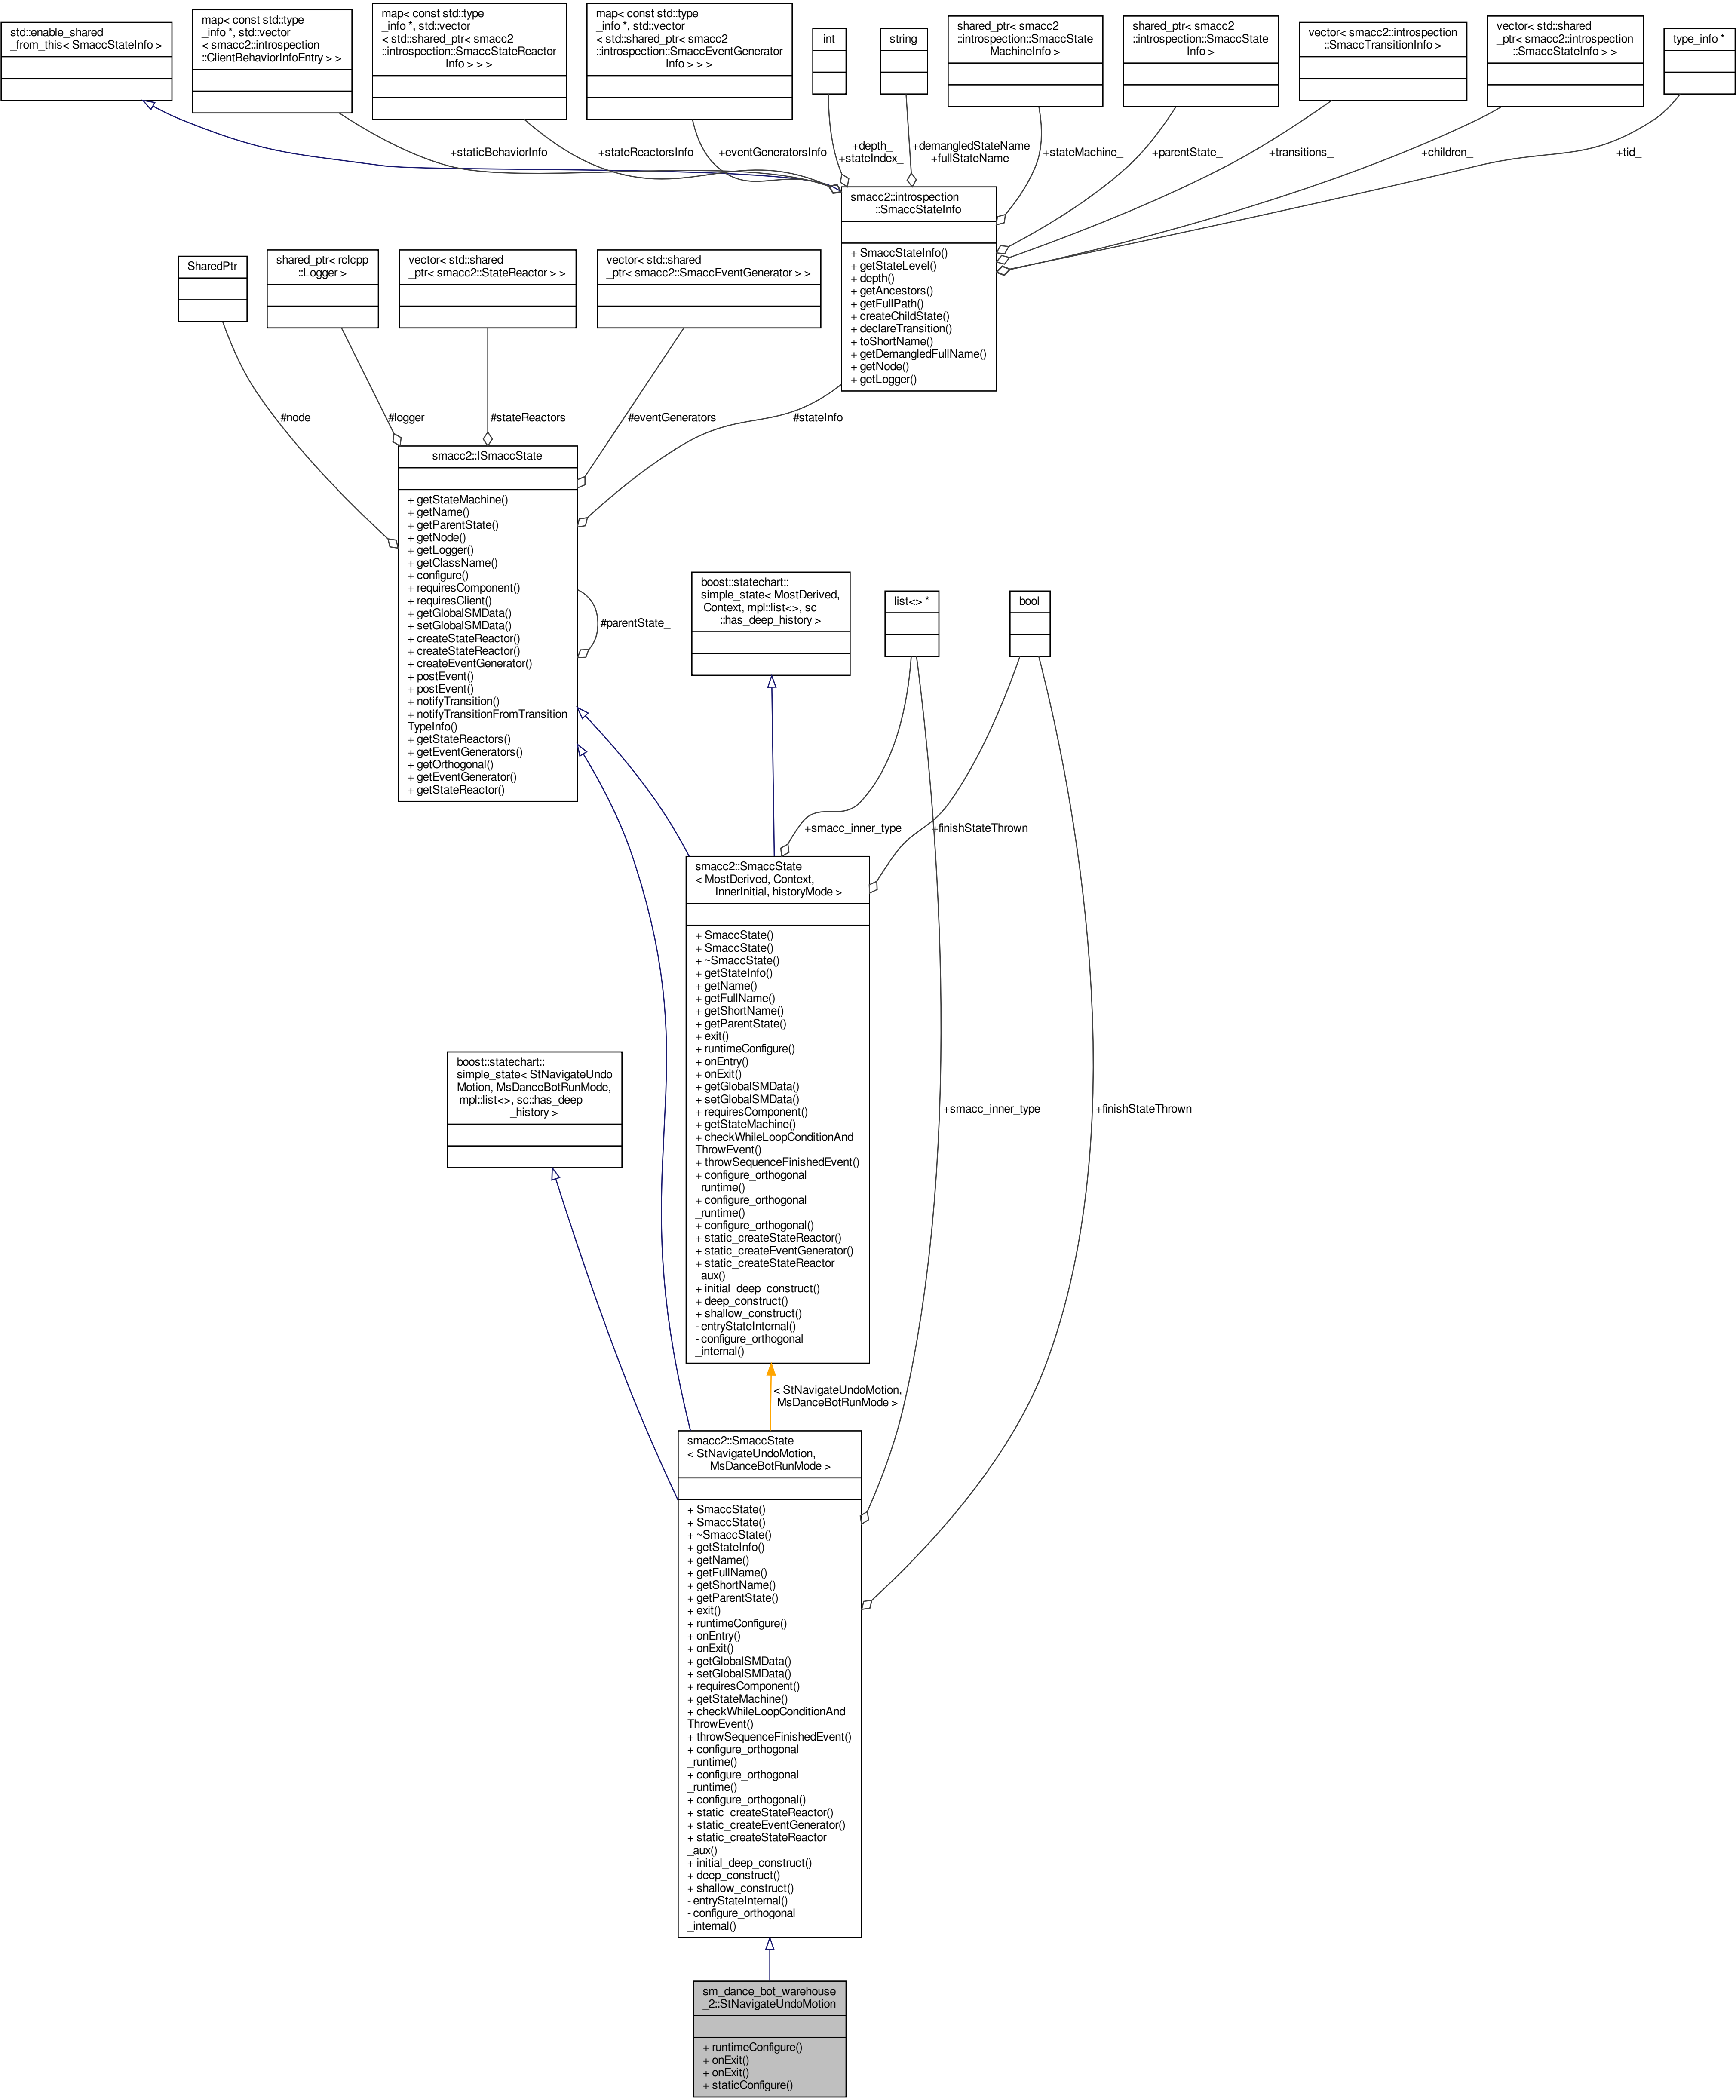 std::enable_shared
_from_this< SmaccStateInfo >
map< const std::type
_info *, std::vector
< smacc2::introspection
::ClientBehaviorInfoEntry > >
map< const std::type
_info *, std::vector
< std::shared_ptr< smacc2
::introspection::SmaccStateReactor
Info > > >
map< const std::type
_info *, std::vector
< std::shared_ptr< smacc2
::introspection::SmaccEventGenerator
Info > > >
int
string
shared_ptr< smacc2
::introspection::SmaccState
MachineInfo >
shared_ptr< smacc2
::introspection::SmaccState
Info >
vector< smacc2::introspection
::SmaccTransitionInfo >
vector< std::shared
_ptr< smacc2::introspection
::SmaccStateInfo > >
type_info *
+staticBehaviorInfo
+stateReactorsInfo
+eventGeneratorsInfo
+depth_
+stateIndex_
+demangledStateName
+fullStateName
+stateMachine_
+parentState_
+transitions_
+children_
+tid_
smacc2::introspection
::SmaccStateInfo
+ SmaccStateInfo()
+ getStateLevel()
+ depth()
+ getAncestors()
+ getFullPath()
+ createChildState()
+ declareTransition()
+ toShortName()
+ getDemangledFullName()
+ getNode()
+ getLogger()
SharedPtr
shared_ptr< rclcpp
::Logger >
vector< std::shared
_ptr< smacc2::StateReactor > >
vector< std::shared
_ptr< smacc2::SmaccEventGenerator > >
#node_
#logger_
#stateReactors_
#eventGenerators_
#stateInfo_
smacc2::ISmaccState
+ getStateMachine()
+ getName()
+ getParentState()
+ getNode()
+ getLogger()
+ getClassName()
+ configure()
+ requiresComponent()
+ requiresClient()
+ getGlobalSMData()
+ setGlobalSMData()
+ createStateReactor()
+ createStateReactor()
+ createEventGenerator()
+ postEvent()
+ postEvent()
+ notifyTransition()
+ notifyTransitionFromTransition
TypeInfo()
+ getStateReactors()
+ getEventGenerators()
+ getOrthogonal()
+ getEventGenerator()
+ getStateReactor()
#parentState_
boost::statechart::
simple_state< MostDerived,
Context, mpl::list<>, sc
::has_deep_history >
list<> *
bool
+smacc_inner_type
+finishStateThrown
smacc2::SmaccState
< MostDerived, Context,
InnerInitial, historyMode >
+ SmaccState()
+ SmaccState()
+ ~SmaccState()
+ getStateInfo()
+ getName()
+ getFullName()
+ getShortName()
+ getParentState()
+ exit()
+ runtimeConfigure()
+ onEntry()
+ onExit()
+ getGlobalSMData()
+ setGlobalSMData()
+ requiresComponent()
+ getStateMachine()
+ checkWhileLoopConditionAnd
ThrowEvent()
+ throwSequenceFinishedEvent()
+ configure_orthogonal
_runtime()
+ configure_orthogonal
_runtime()
+ configure_orthogonal()
+ static_createStateReactor()
+ static_createEventGenerator()
+ static_createStateReactor
_aux()
+ initial_deep_construct()
+ deep_construct()
+ shallow_construct()
- entryStateInternal()
- configure_orthogonal
_internal()
boost::statechart::
simple_state< StNavigateUndo
Motion, MsDanceBotRunMode,
mpl::list<>, sc::has_deep
_history >
+smacc_inner_type
+finishStateThrown
< StNavigateUndoMotion,
MsDanceBotRunMode >
smacc2::SmaccState
< StNavigateUndoMotion,
MsDanceBotRunMode >
+ SmaccState()
+ SmaccState()
+ ~SmaccState()
+ getStateInfo()
+ getName()
+ getFullName()
+ getShortName()
+ getParentState()
+ exit()
+ runtimeConfigure()
+ onEntry()
+ onExit()
+ getGlobalSMData()
+ setGlobalSMData()
+ requiresComponent()
+ getStateMachine()
+ checkWhileLoopConditionAnd
ThrowEvent()
+ throwSequenceFinishedEvent()
+ configure_orthogonal
_runtime()
+ configure_orthogonal
_runtime()
+ configure_orthogonal()
+ static_createStateReactor()
+ static_createEventGenerator()
+ static_createStateReactor
_aux()
+ initial_deep_construct()
+ deep_construct()
+ shallow_construct()
- entryStateInternal()
- configure_orthogonal
_internal()
sm_dance_bot_warehouse
_2::StNavigateUndoMotion
+ runtimeConfigure()
+ onExit()
+ onExit()
+ staticConfigure()